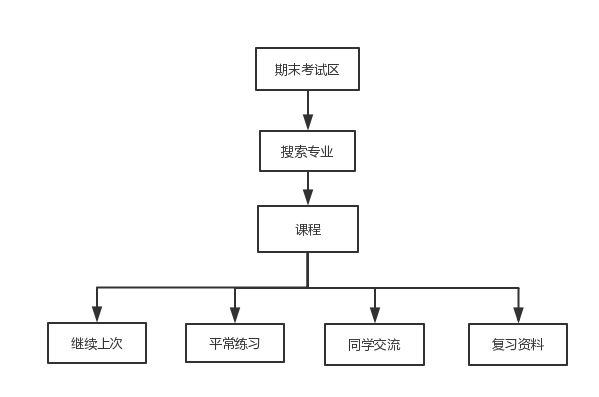 期末考试区
搜索专业
课程
继续上次
平常练习
同学交流
复习资料